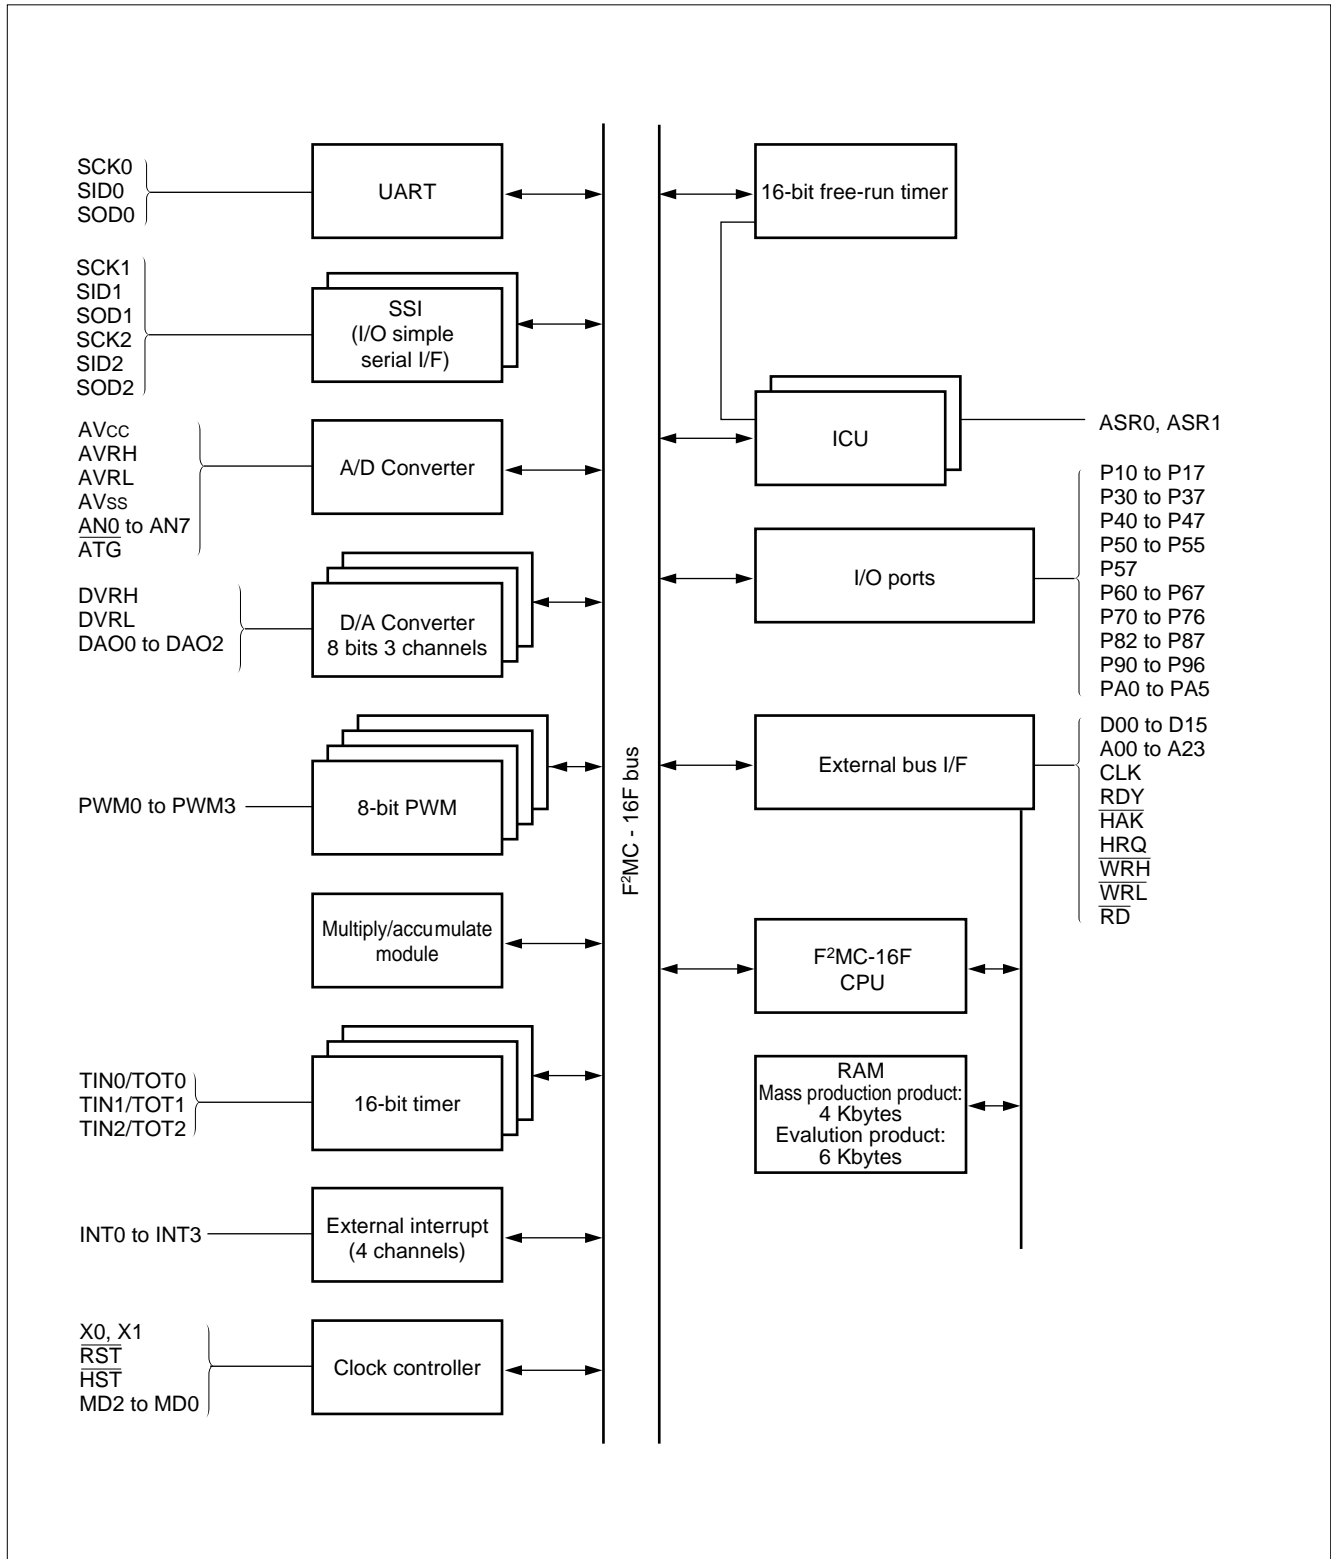 SCK0
SID0
SOD0
UART
SCK1
SID1
SOD1
SCK2
SID2
SOD2
SSI
(I/O simple
serial I/F)
AVCC
AVRH
AVRL
AVSS
AN0 to AN7
ATG
A/D Converter
DVRH
DVRL
DAO0 to DAO2
D/A Converter
8 bits 3 channels
PWM0 to PWM3
8-bit PWM
Multiply/accumulate
module
TIN0/TOT0
TIN1/TOT1
TIN2/TOT2
16-bit timer
INT0 to INT3
External interrupt
(4 channels)
X0, X1
RST
HST
MD2 to MD0
Clock controller
F²MC - 16F bus
16-bit free-run timer
ICU
ASR0, ASR1
I/O ports
P10 to P17
P30 to P37
P40 to P47
P50 to P55
P57
P60 to P67
P70 to P76
P82 to P87
P90 to P96
PA0 to PA5
External bus I/F
D00 to D15
A00 to A23
CLK
RDY
HAK
HRQ
WRH
WRL
RD
F²MC-16F
CPU
RAM
Mass production product:
4 Kbytes
Evalution product:
6 Kbytes